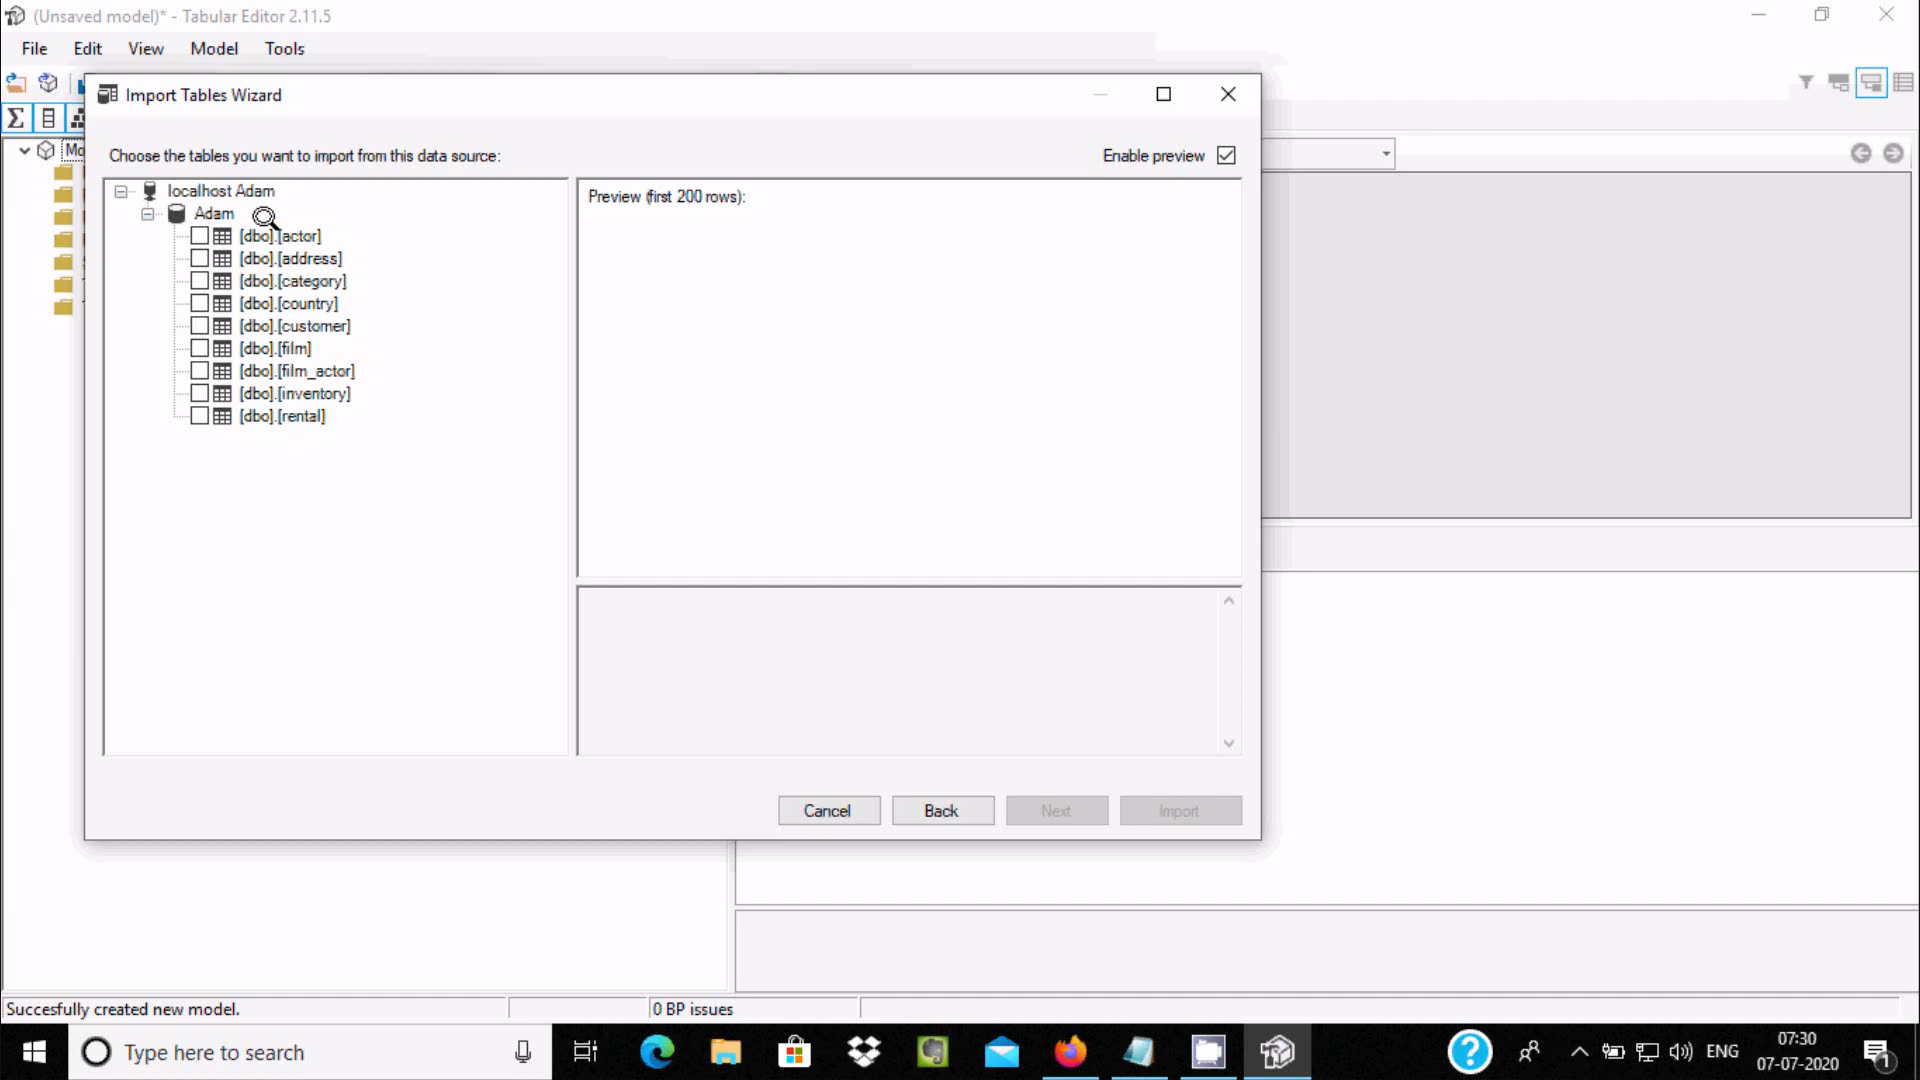 (Unsaved model)* - Tabular Editor 2.11.5
File Edit View Model Tools
Import Tables Wizard
Choose the tables you want to import from this data source:
Enable preview
localhost Adam
Adam
[dbo].[actor]
[dbo].[address]
[dbo].[category]
[dbo].[country]
[dbo].[customer]
[dbo].[film]
[dbo].[film_actor]
[dbo].[inventory]
[dbo].[rental]
Preview (first 200 rows):
Cancel Back Next Import
Succesfully created new model.
0 BP issues
Type here to search
ENG
07:30
07-07-2020
1